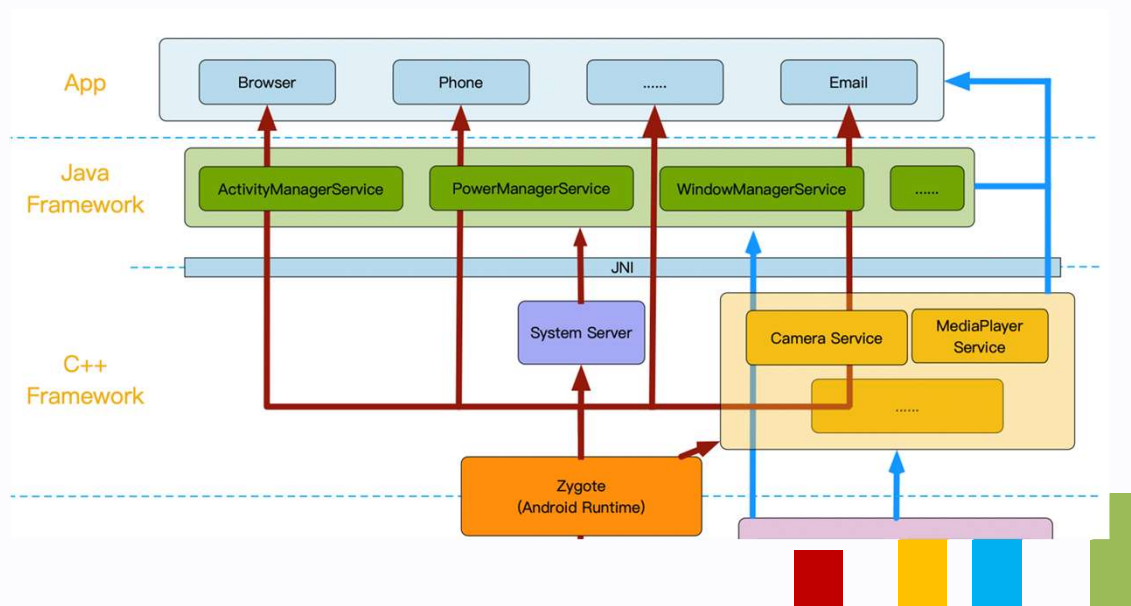 App
Browser
Phone
......
Email
Java
Framework
ActivityManagerService
PowerManagerService
WindowManagerService
......
JNI
C++
Framework
System Server
Camera Service
MediaPlayer
Service
......
Zygote
(Android Runtime)